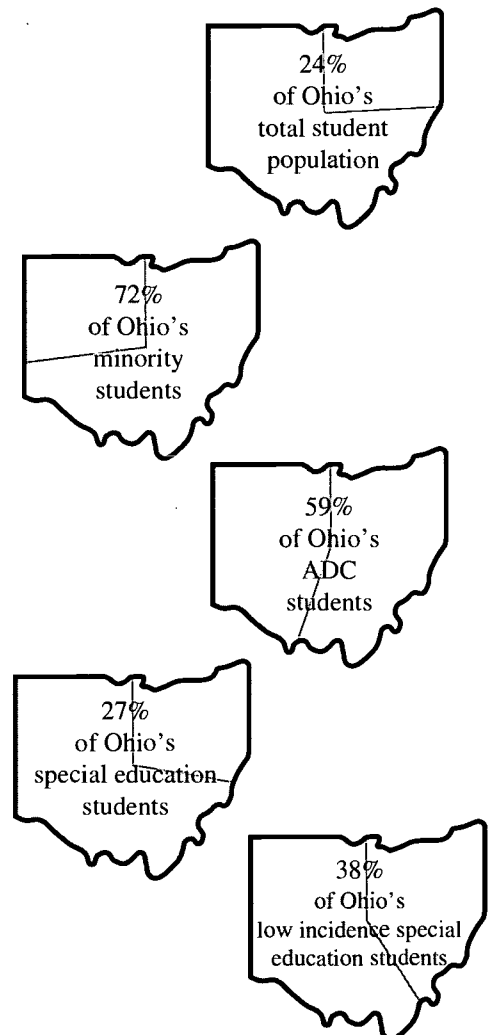 24%
of Ohio's
total student
population
72%
of Ohio's
minority
students
59%
of Ohio's
ADC
students
27%
of Ohio's
special education
students
38%
of Ohio's
low incidence special
education students